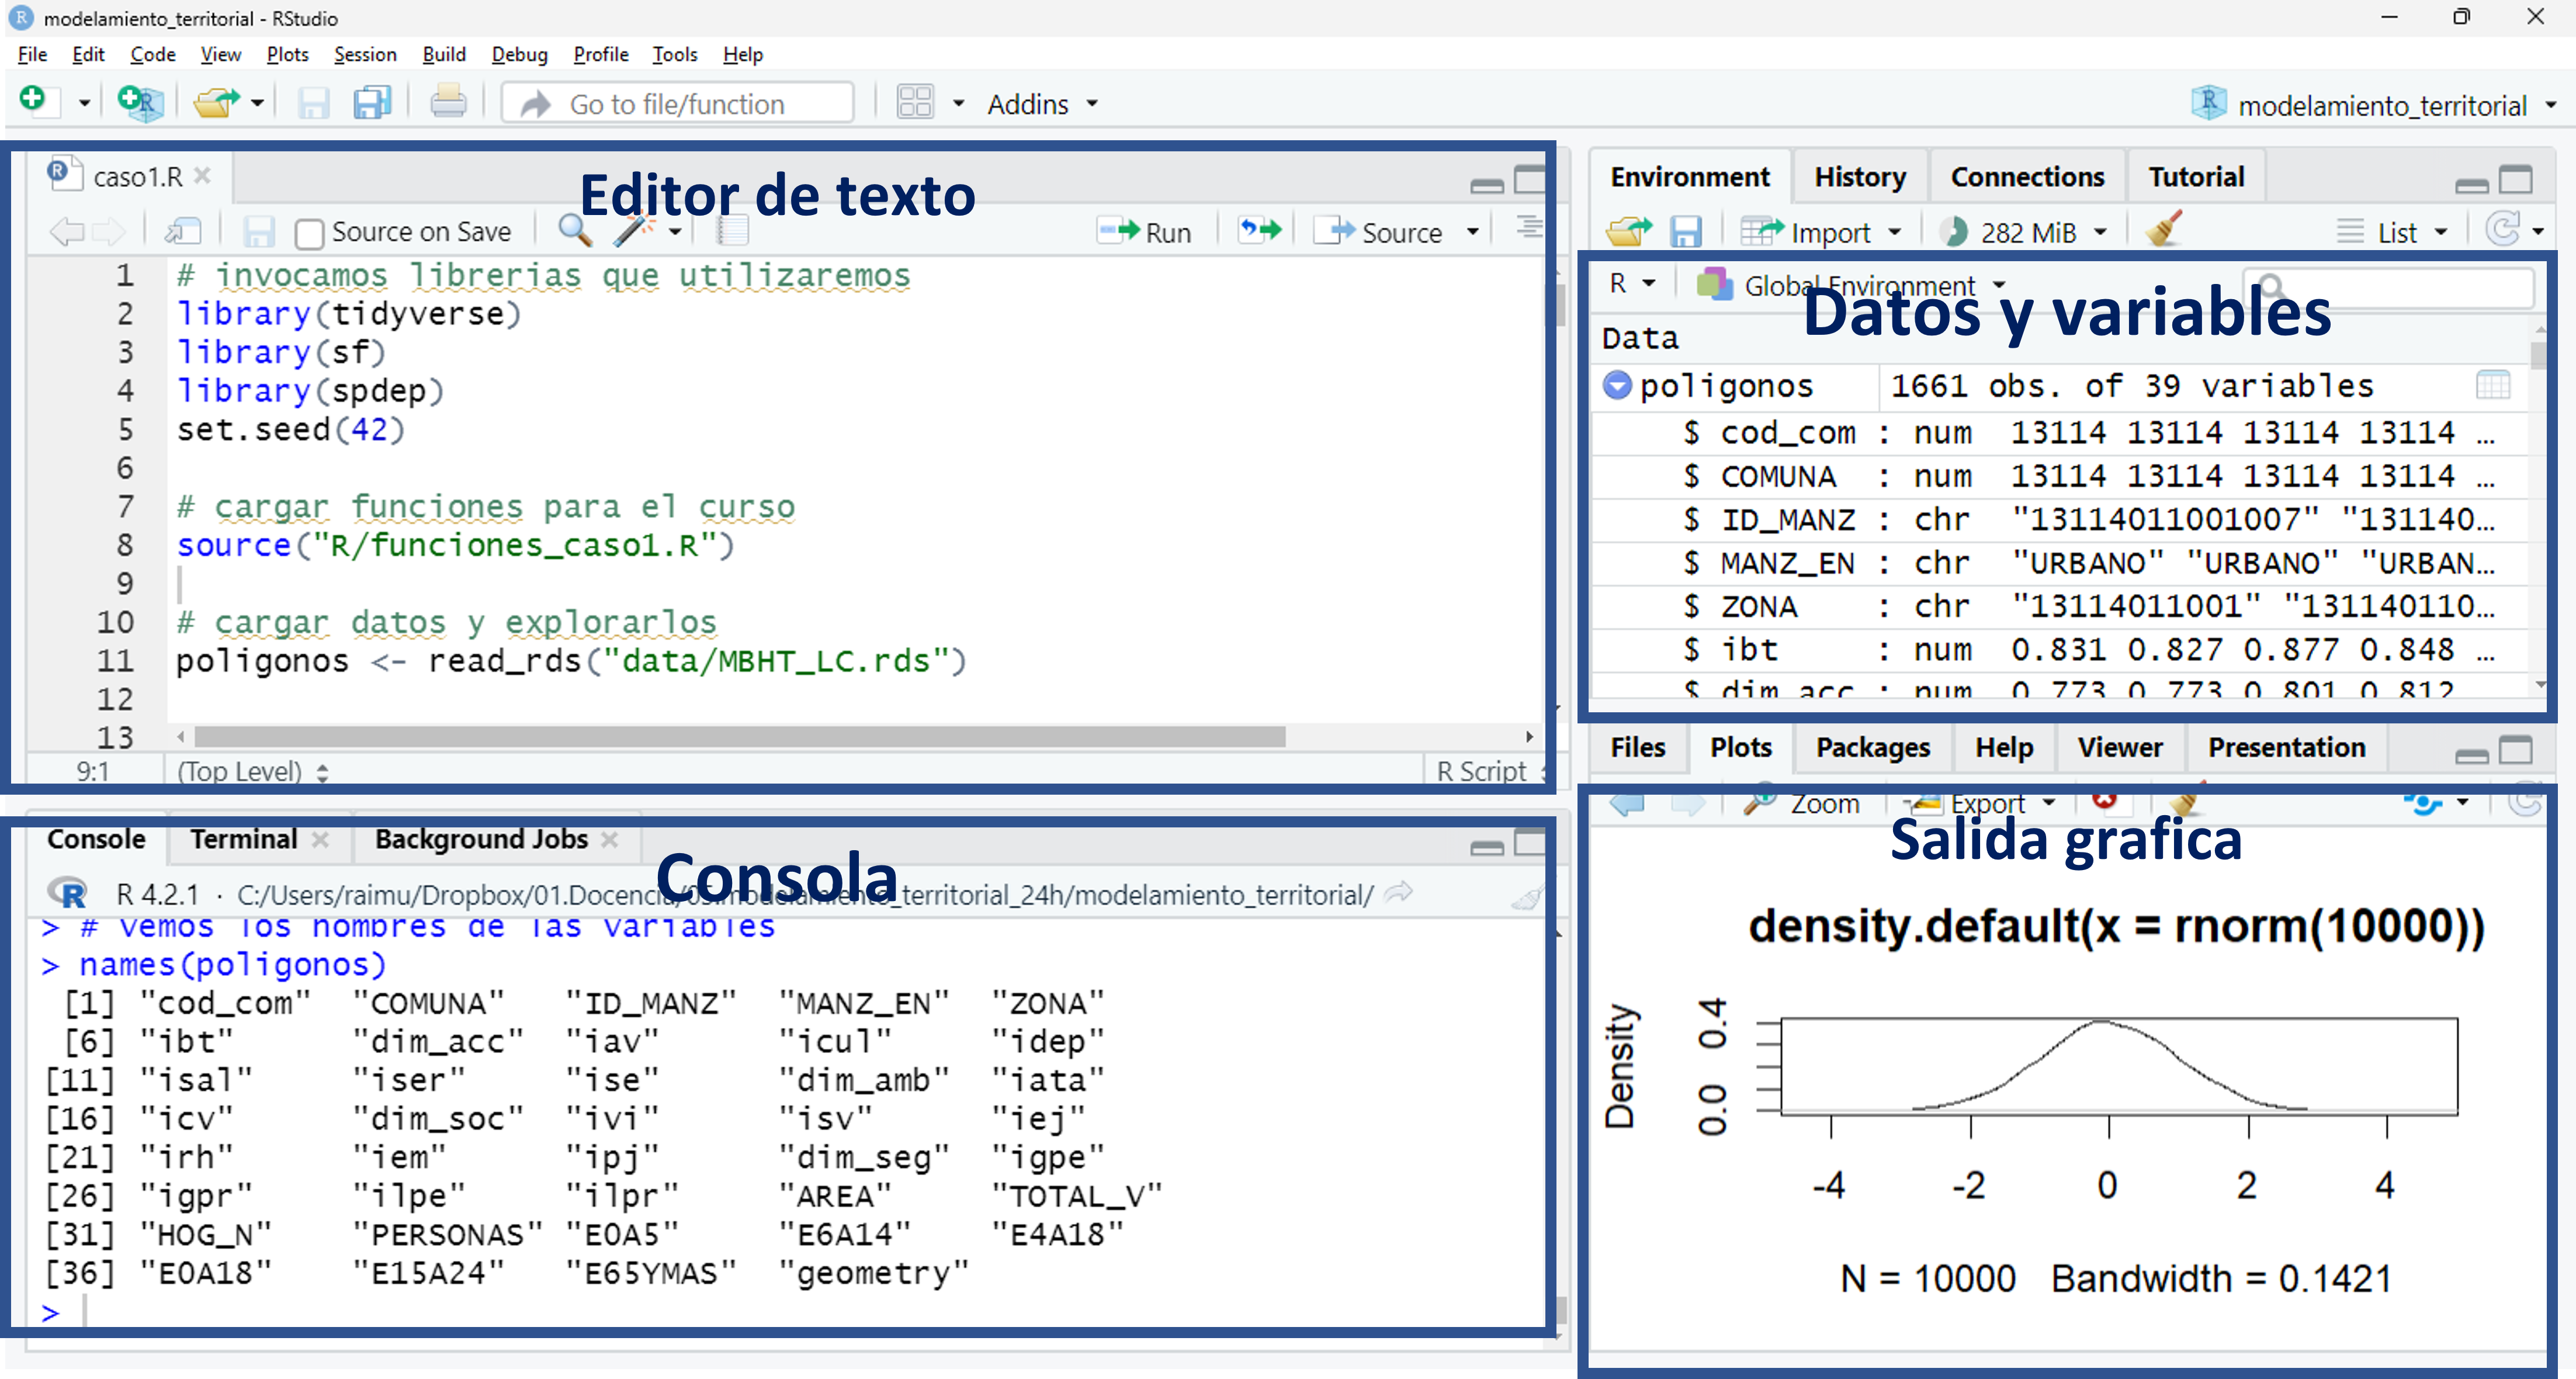 modelamiento_territorial - RStudio
File Edit Code View Plots Session Build Debug Profile Tools Help
Go to file/function Addins modelamiento_territorial
caso1.R
Editor de texto
Source on Save Run Source
1 # invocamos librerias que utilizaremos
2 library(tidyverse)
3 library(sf)
4 library(spdep)
5 set.seed(42)
6
7 # cargar funciones para el curso
8 source("R/funciones_caso1.R")
9
10 # cargar datos y explorarlos
11 poligonos <- read_rds("data/MBHT_LC.rds")
12
13
9:1 (Top Level) R Script
Console Terminal Background Jobs
Consola
R 4.2.1 · C:/Users/raimu/Dropbox/01.Docencia/05.modelamiento_territorial_24h/modelamiento_territorial/
> # vemos los nombres de las variables
> names(poligonos)
[1] "cod_com" "COMUNA" "ID_MANZ" "MANZ_EN" "ZONA"
[6] "ibt" "dim_acc" "iav" "icul" "idep"
[11] "isal" "iser" "ise" "dim_amb" "iata"
[16] "icv" "dim_soc" "ivi" "isv" "iej"
[21] "irh" "iem" "ipj" "dim_seg" "igpe"
[26] "igpr" "ilpe" "ilpr" "AREA" "TOTAL_V"
[31] "HOG_N" "PERSONAS" "E0A5" "E6A14" "E4A18"
[36] "E0A18" "E15A24" "E65YMAS" "geometry"
>
Environment History Connections Tutorial
Import 282 MiB List
R Global Environment
Datos y variables
Data
poligonos 1661 obs. of 39 variables
$ cod_com : num 13114 13114 13114 13114 ...
$ COMUNA : num 13114 13114 13114 13114 ...
$ ID_MANZ : chr "13114011001007" "131140...
$ MANZ_EN : chr "URBANO" "URBANO" "URBAN...
$ ZONA : chr "13114011001" "131140110...
$ ibt : num 0.831 0.827 0.877 0.848 ...
$ dim_acc : num 0.773 0.773 0.801 0.812
Files Plots Packages Help Viewer Presentation
Zoom Export
Salida grafica
density.default(x = rnorm(10000))
Density
0.0 0.4
-4 -2 0 2 4
N = 10000 Bandwidth = 0.1421